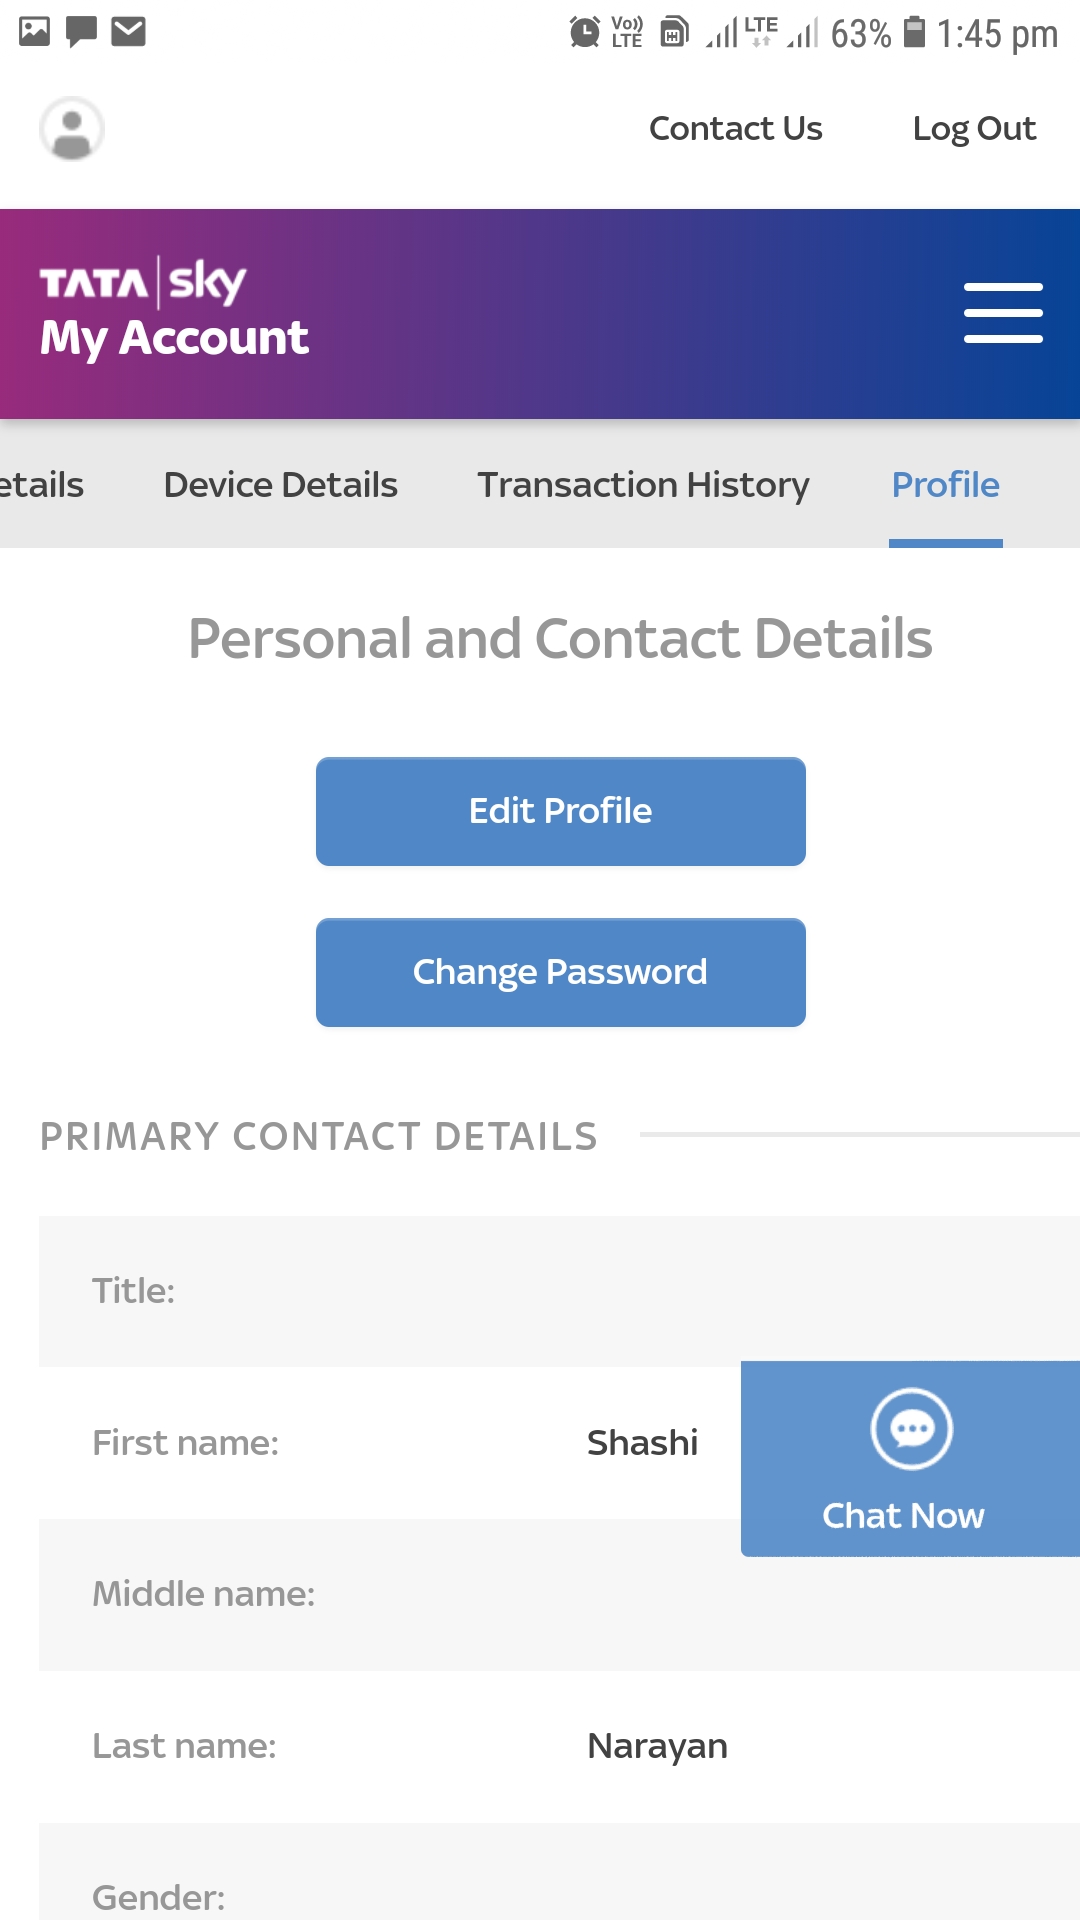 Vo)) LTE LTE 63% 1:45 pm
Contact Us Log Out
TATA sky
My Account
etails Device Details Transaction History Profile
Personal and Contact Details
Edit Profile
Change Password
PRIMARY CONTACT DETAILS
Title:
First name: Shashi
Chat Now
Middle name:
Last name: Narayan
Gender: